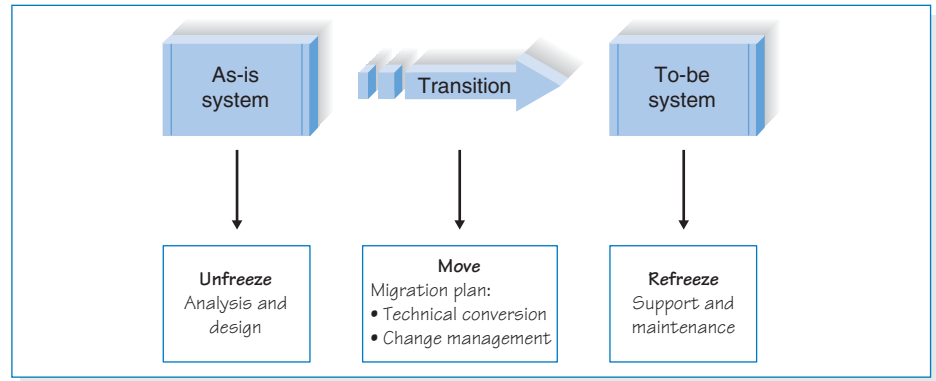 As-is
system
Transition
To-be
system
Unfreeze
Analysis and
design
Move
Migration plan:
• Technical conversion
• Change management
Refreeze
Support and
maintenance